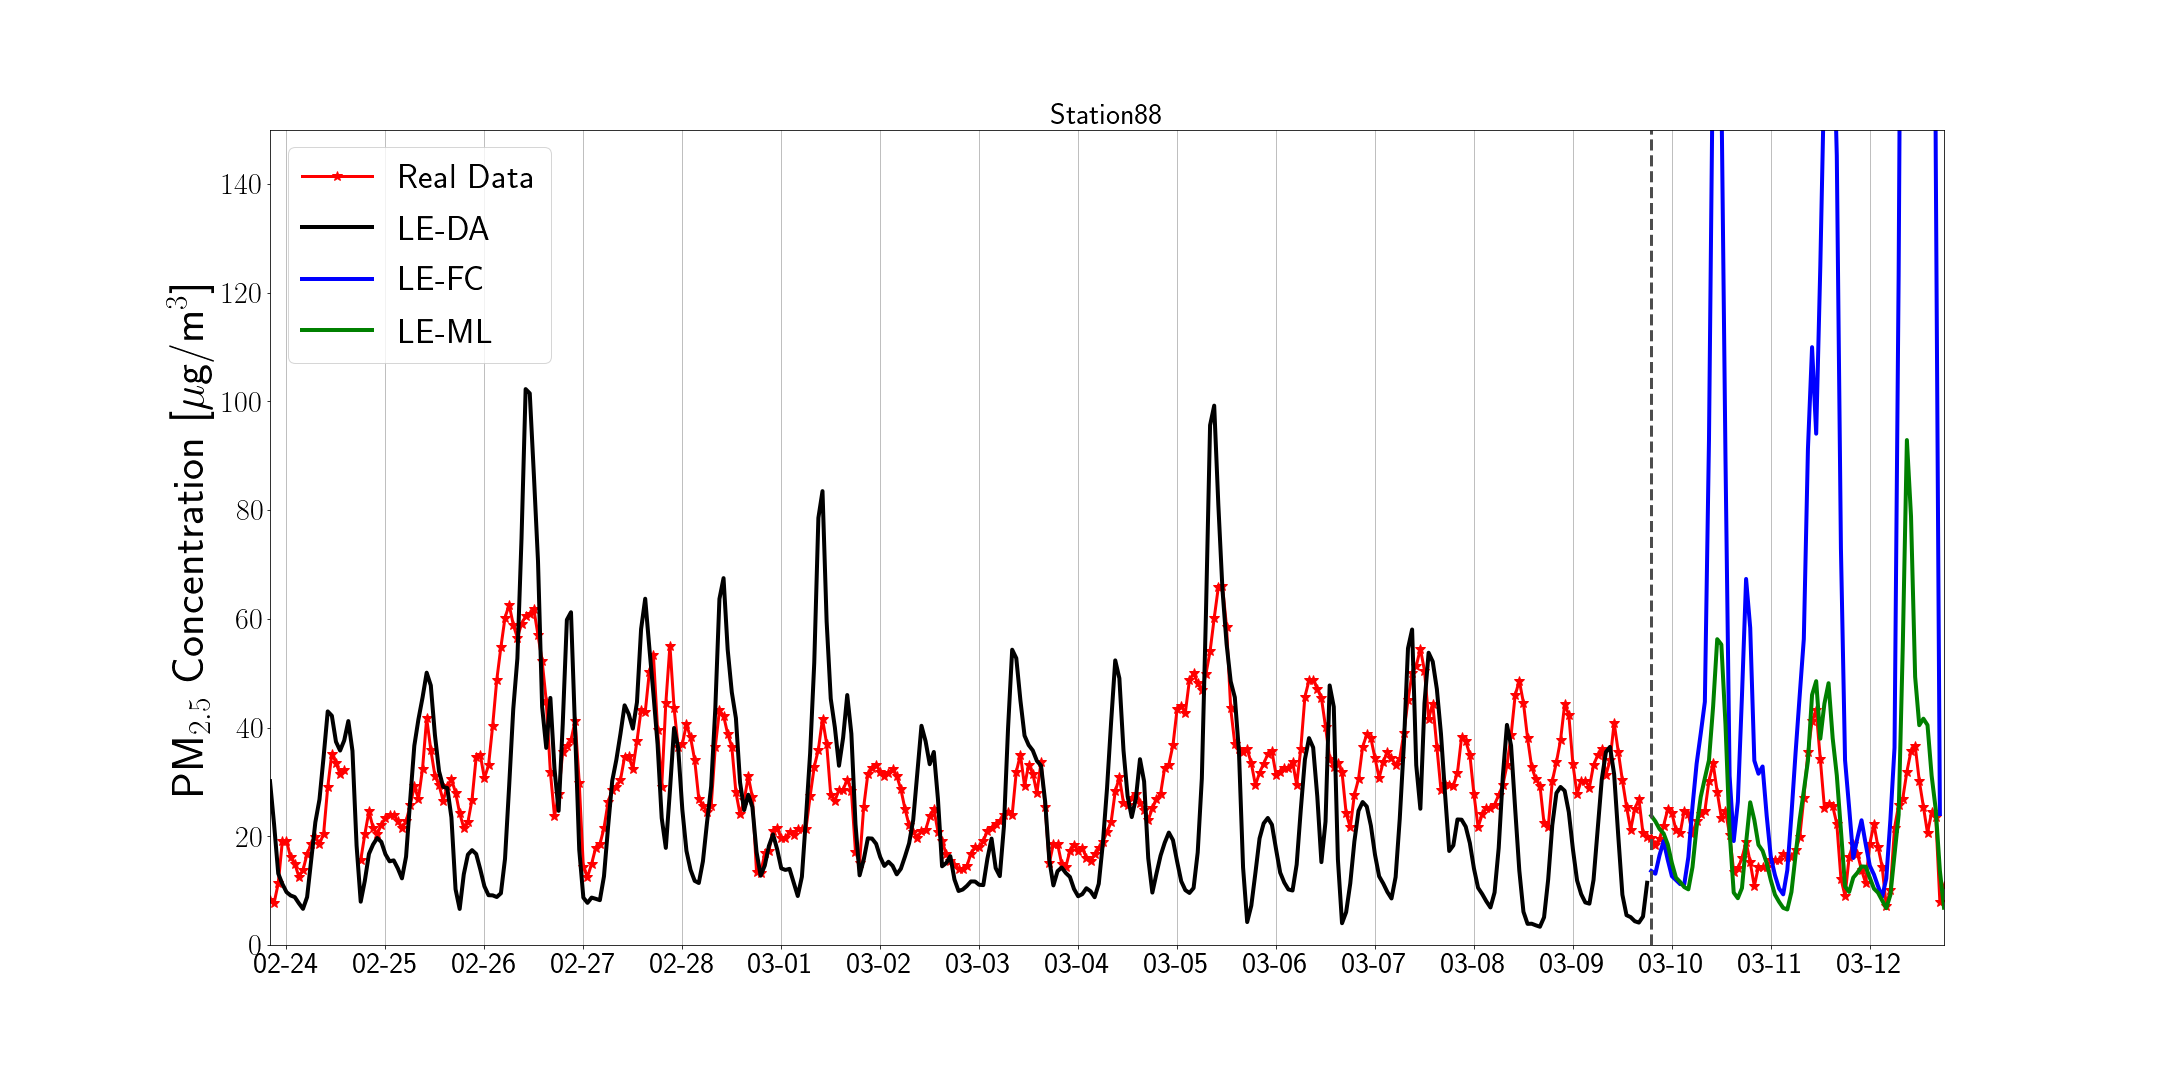 Station88
PM2.5 Concentration [μg/m³]
140
120
100
80
60
40
20
0
Real Data
LE-DA
LE-FC
LE-ML
02-24 02-25 02-26 02-27 02-28 03-01 03-02 03-03 03-04 03-05 03-06 03-07 03-08 03-09 03-10 03-11 03-12